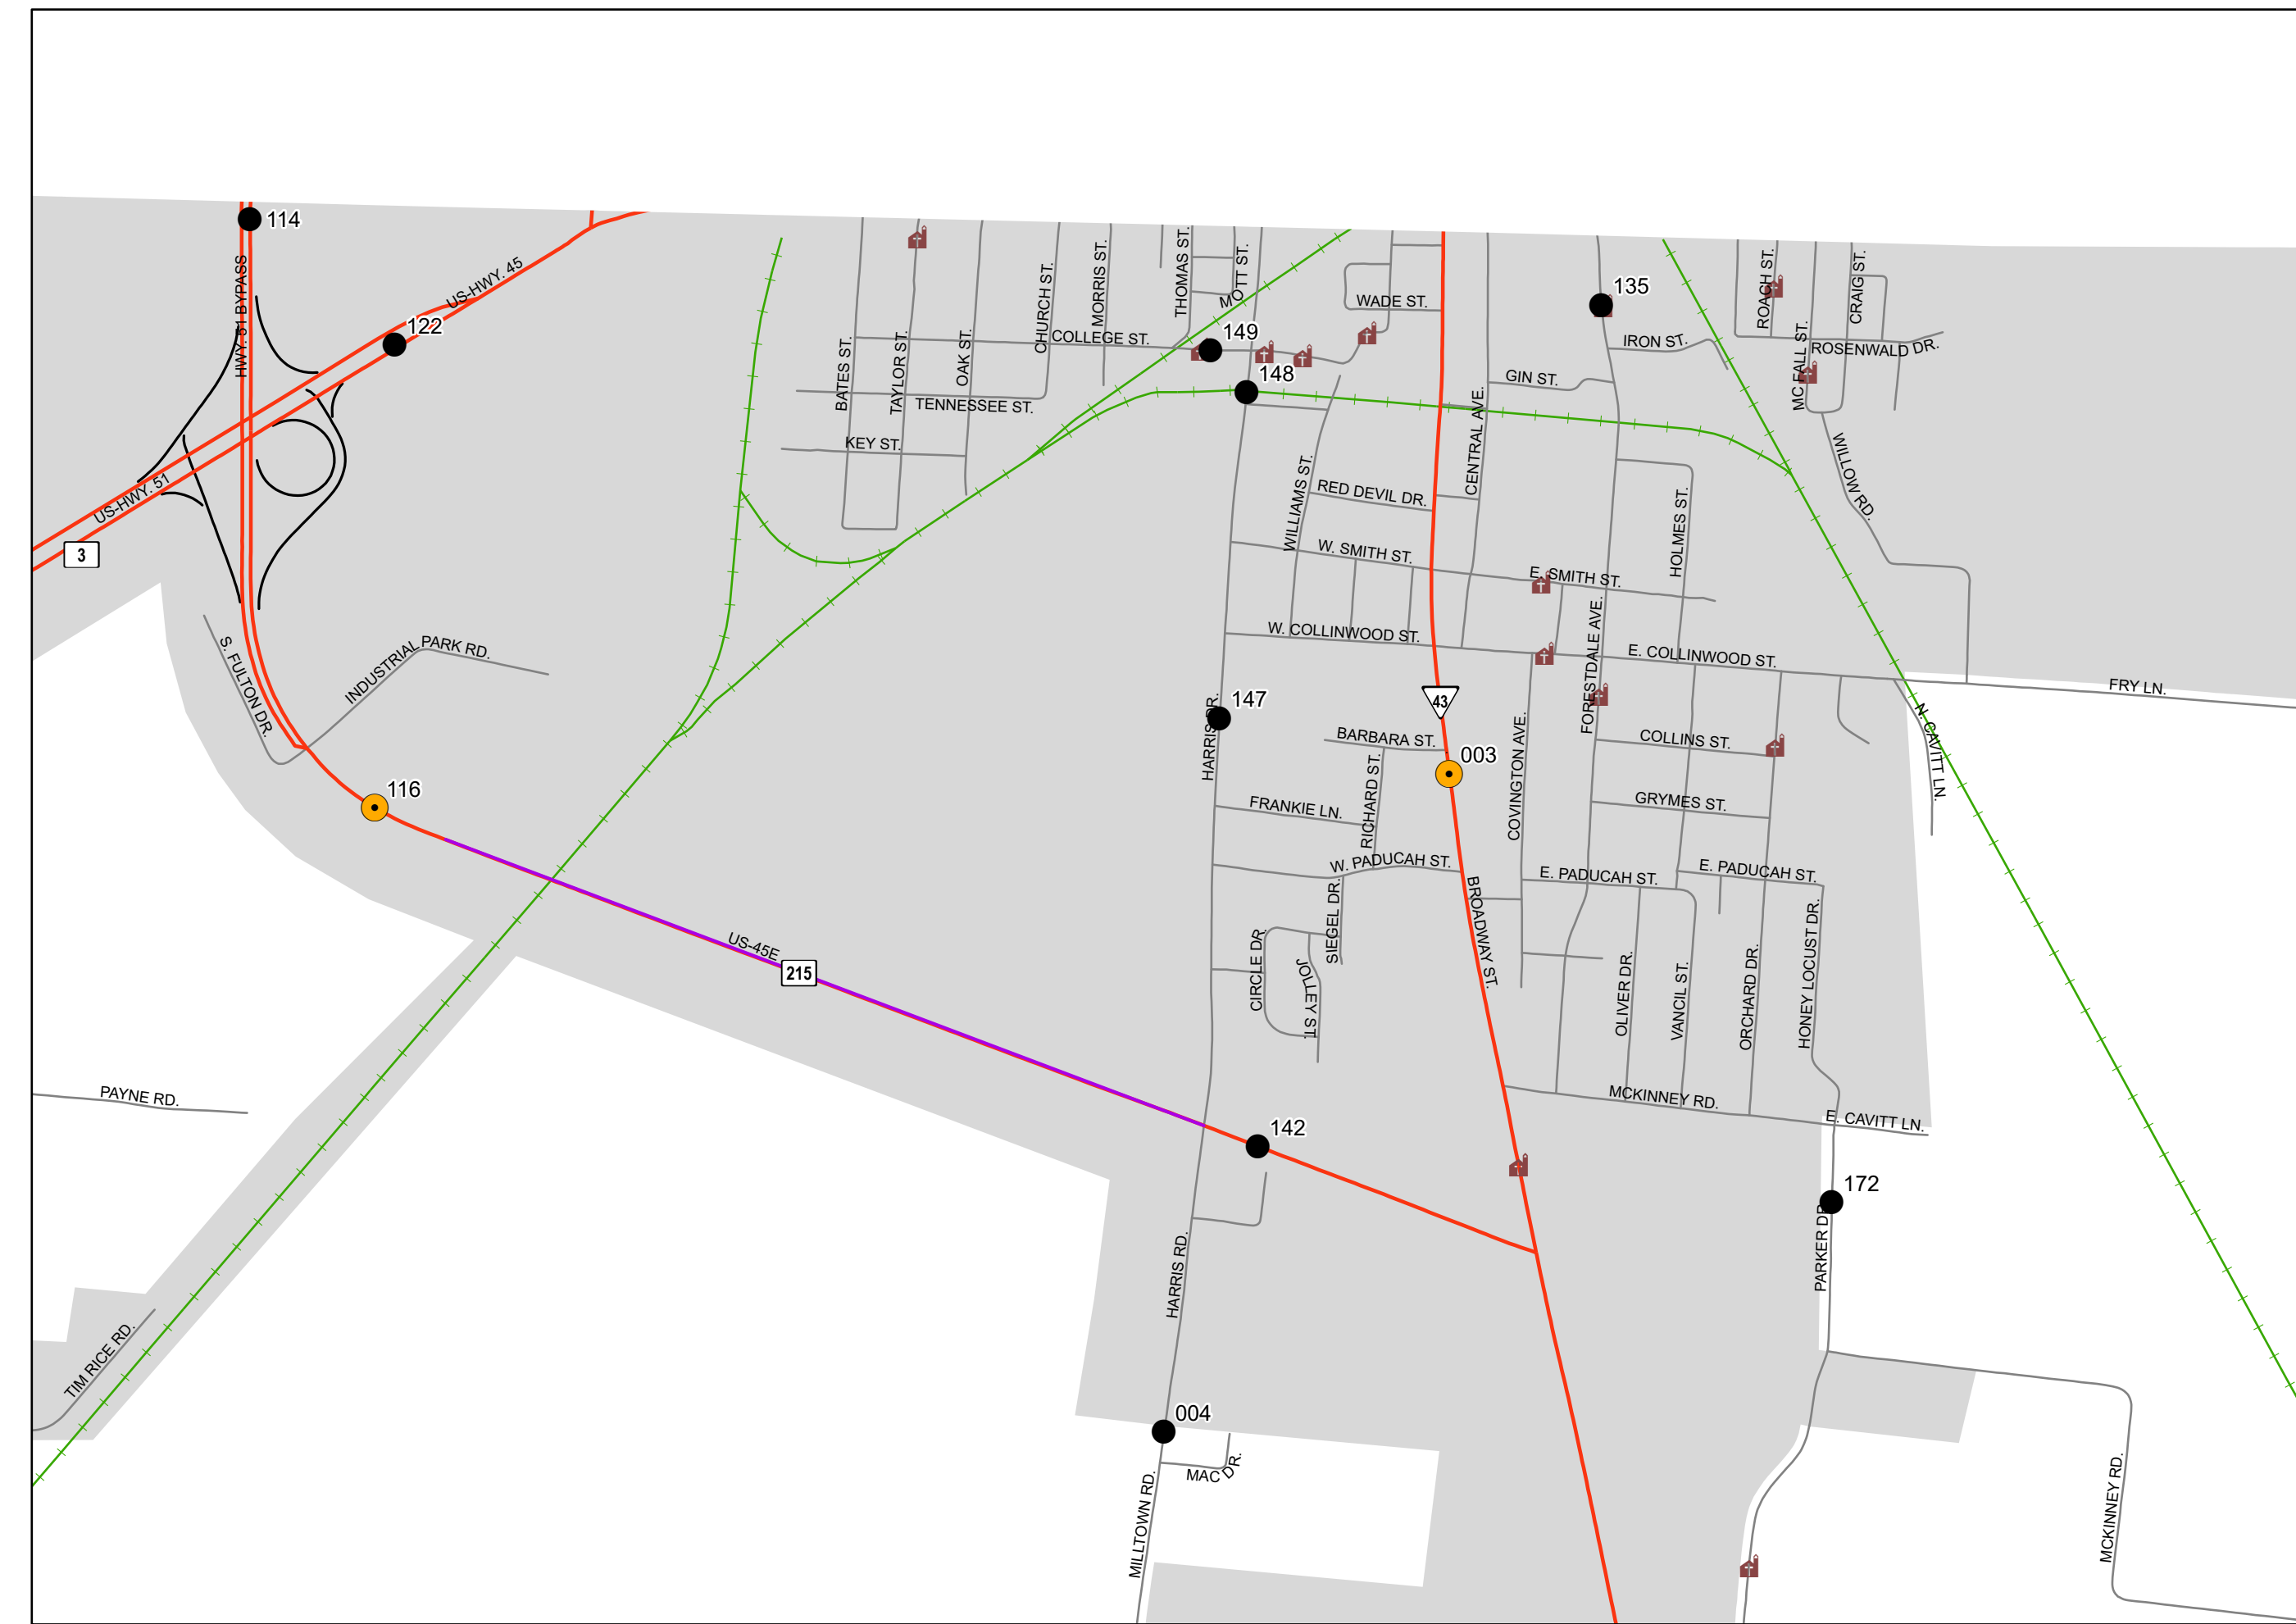 114
HWY. 51 BYPASS
US-HWY. 45
122
US-HWY. 51
3
BATES ST.
TAYLOR ST.
OAK ST.
CHURCH ST.
MORRIS ST.
THOMAS ST.
MOTT ST.
COLLEGE ST.
TENNESSEE ST.
KEY ST.
149
148
WADE ST.
135
IRON ST.
GIN ST.
CENTRAL AVE.
ROACH ST.
CRAIG ST.
MC FALL ST.
ROSENWALD DR.
WILLOW RD.
WILLIAMS ST.
RED DEVIL DR.
W. SMITH ST.
E. SMITH ST.
HOLMES ST.
W. COLLINWOOD ST.
E. COLLINWOOD ST.
FORESTDALE AVE.
FRY LN.
N. CAVITT LN.
S. FULTON DR.
INDUSTRIAL PARK RD.
116
147
HARRIS DR.
43
BARBARA ST.
003
RICHARD ST.
FRANKIE LN.
COVINGTON AVE.
COLLINS ST.
GRYMES ST.
W. PADUCAH ST.
E. PADUCAH ST.
E. PADUCAH ST.
BROADWAY ST.
SIEGEL DR.
CIRCLE DR.
JOLLEY ST.
OLIVER DR.
VANCIL ST.
ORCHARD DR.
HONEY LOCUST DR.
US-45E
215
PAYNE RD.
142
MCKINNEY RD.
E. CAVITT LN.
172
PARKER DR.
HARRIS RD.
TIM RICE RD.
004
MAC DR.
MILLTOWN RD.
MCKINNEY RD.